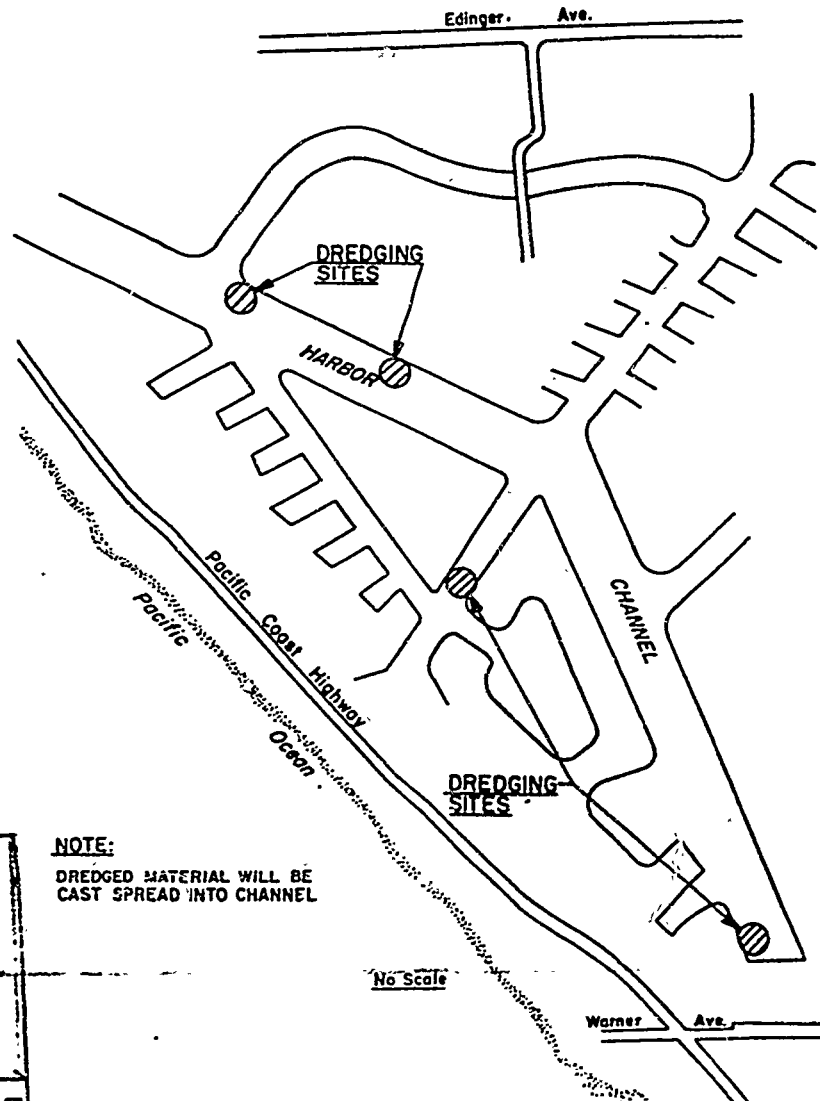 Edinger. Ave.
DREDGING
SITES
HARBOR
CHANNEL
Pacific Coast Highway
Pacific
Ocean
DREDGING
SITES
NOTE:
DREDGED MATERIAL WILL BE
CAST SPREAD INTO CHANNEL
No Scale
Warner Ave.